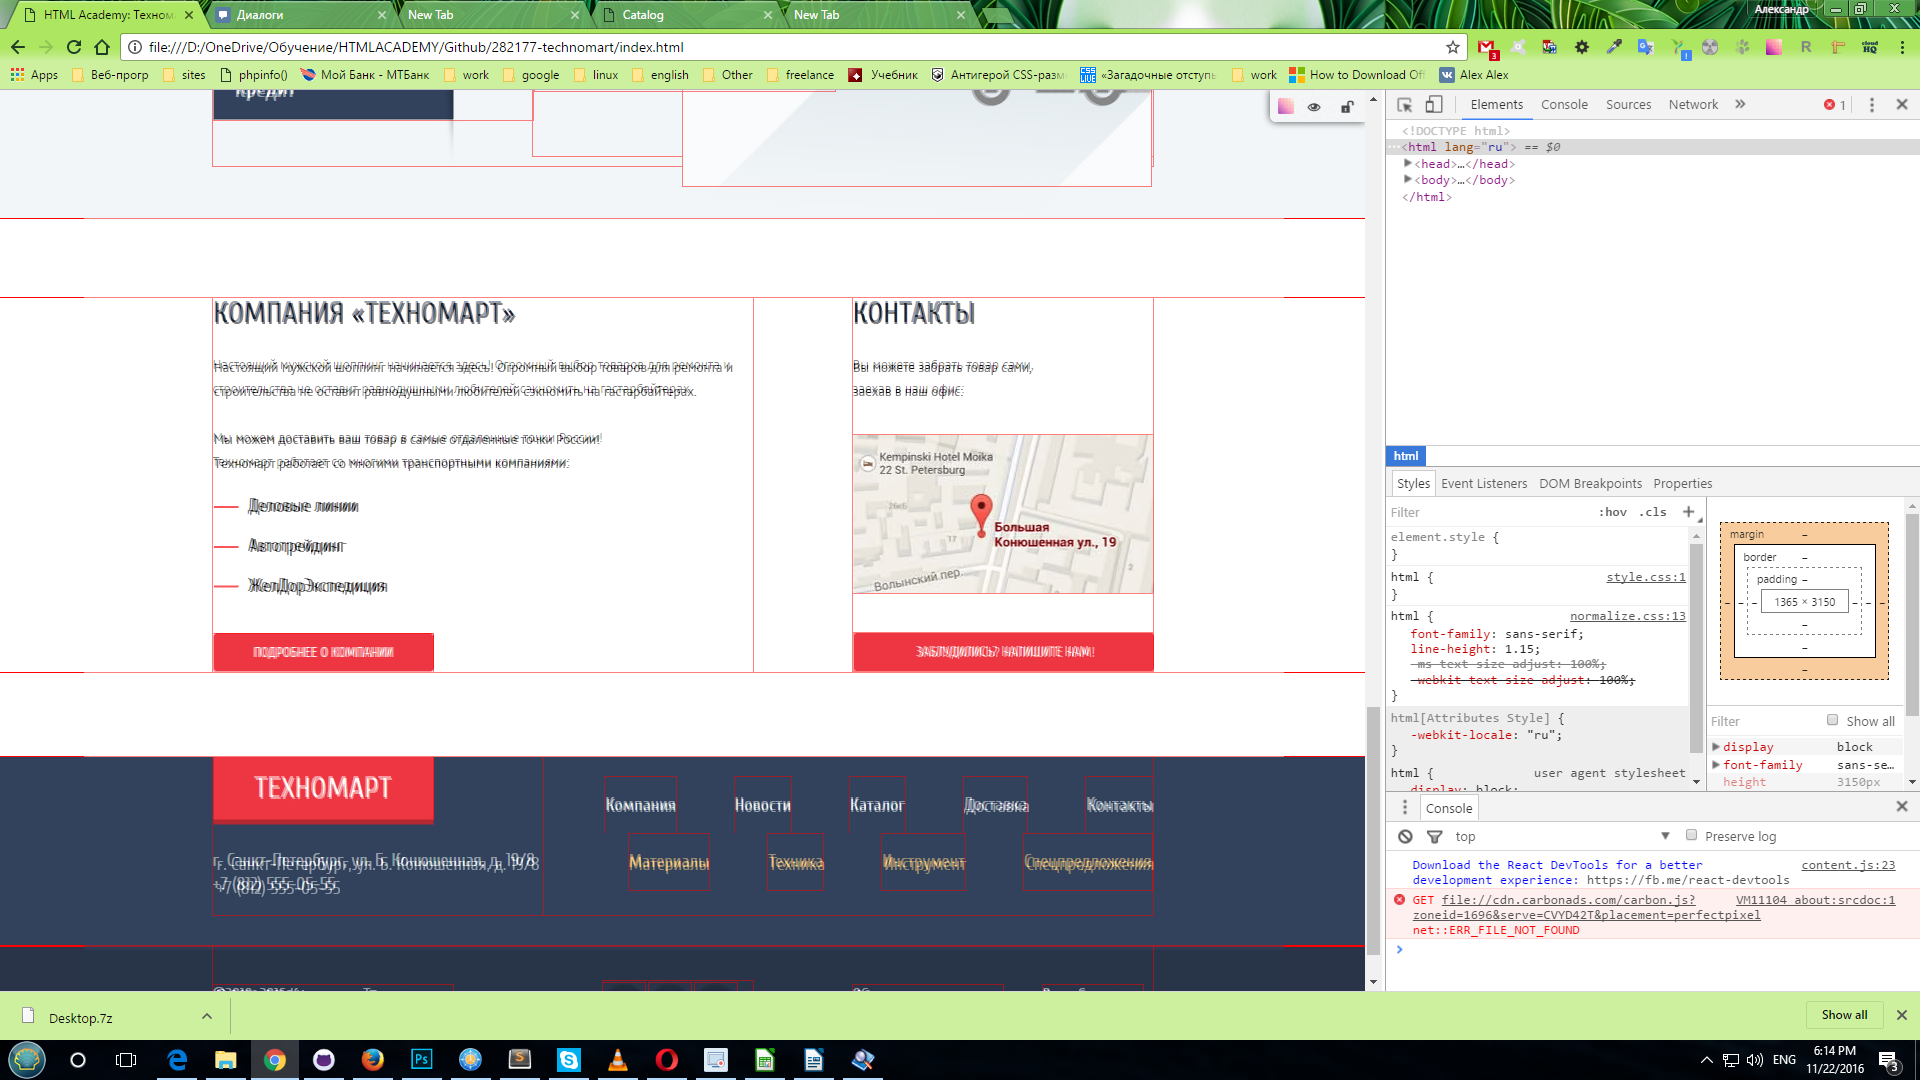 HTML Academy: Техном
Диалоги
New Tab
Catalog
New Tab
Александр
file:///D:/OneDrive/Обучение/HTMLACADEMY/Github/282177-technomart/index.html
Apps
Веб-прогр
sites
phpinfo()
Мой Банк - МТБанк
work
google
linux
english
Other
freelance
Учебник
Антигерой CSS-разм
«Загадочные отступь
work
How to Download Of
Alex Alex
Кредит
КОМПАНИЯ «ТЕХНОМАРТ»
Настоящий мужской шоппинг начинается здесь! Огромный выбор товаров для ремонта и
строительства не оставит равнодушными любителей сэкномить на гастарбайтерах.
Мы можем доставить ваш товар в самые отдаленные точки России!
Техномарт работает со многими транспортными компаниями:
Деловые линии
Автотрейдинг
ЖелДорЭкспедиция
ПОДРОБНЕЕ О КОМПАНИИ
КОНТАКТЫ
Вы можете забрать товар сами,
заехав в наш офис:
Kempinski Hotel Moika
22 St. Petersburg
26кБ
17
2
Большая
Конюшенная ул., 19
Волынский пер.
ЗАБЛУДИЛИСЬ? НАПИШИТЕ НАМ!
ТЕХНОМАРТ
г. Санкт-Петербург, ул. Б. Конюшенная, д. 19/8
+7 (812) 555-05-55
Компания
Новости
Каталог
Доставка
Контакты
Материалы
Техника
Инструмент
Спецпредложения
Elements
Console
Sources
Network
1
<!DOCTYPE html>
<html lang="ru"> == $0
<head>…</head>
<body>…</body>
</html>
html
Styles
Event Listeners
DOM Breakpoints
Properties
Filter
:hov
.cls
element.style {
}
html {
style.css:1
}
html {
normalize.css:13
font-family: sans-serif;
line-height: 1.15;
-ms-text-size-adjust: 100%;
-webkit-text-size-adjust: 100%;
}
html[Attributes Style] {
-webkit-locale: "ru";
}
html {
user agent stylesheet
display: block;
margin
border
padding
1365 × 3150
Filter
Show all
display
block
font-family
sans-se…
height
3150px
Console
top
Preserve log
Download the React DevTools for a better
development experience: https://fb.me/react-devtools
content.js:23
GET file://cdn.carbonads.com/carbon.js?
zoneid=1696&serve=CVYD42T&placement=perfectpixel
net::ERR_FILE_NOT_FOUND
VM11104 about:srcdoc:1
Desktop.7z
Show all
ENG
6:14 PM
11/22/2016
3